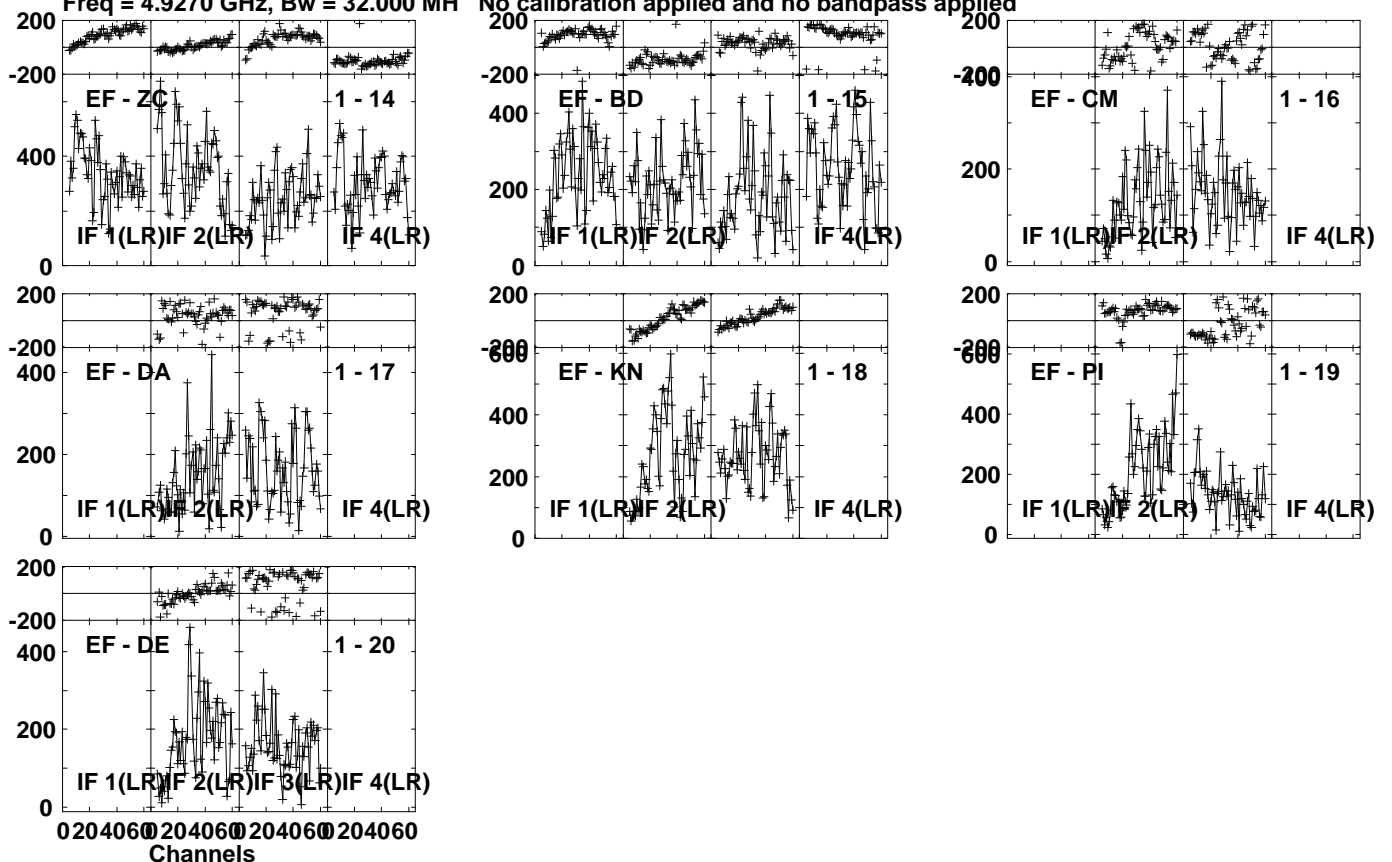 Freq = 4.9270 GHz, Bw = 32.000 MH No calibration applied and no bandpass applied
200 200 200
-200 -200 -200
EF - ZC 1 - 14 EF - BD 1 - 15 400 EF - CM 1 - 16
400 400
200 200
IF 1(LR) IF 2(LR) IF 4(LR) IF 1(LR) IF 2(LR) IF 4(LR) IF 1(LR) IF 2(LR) IF 4(LR)
0 0 0
200 200 200
-200 -200 -200
600 600
EF - DA 1 - 17 EF - KN 1 - 18 EF - PI 1 - 19
400 400 400
200 200 200
IF 1(LR) IF 2(LR) IF 4(LR) IF 1(LR) IF 2(LR) IF 4(LR) IF 1(LR) IF 2(LR) IF 4(LR)
0 0 0
200
-200
EF - DE 1 - 20
400
200
IF 1(LR) IF 2(LR) IF 3(LR) IF 4(LR)
0
0 20 40 60 0 20 40 60 0 20 40 60 0 20 40 60
Channels